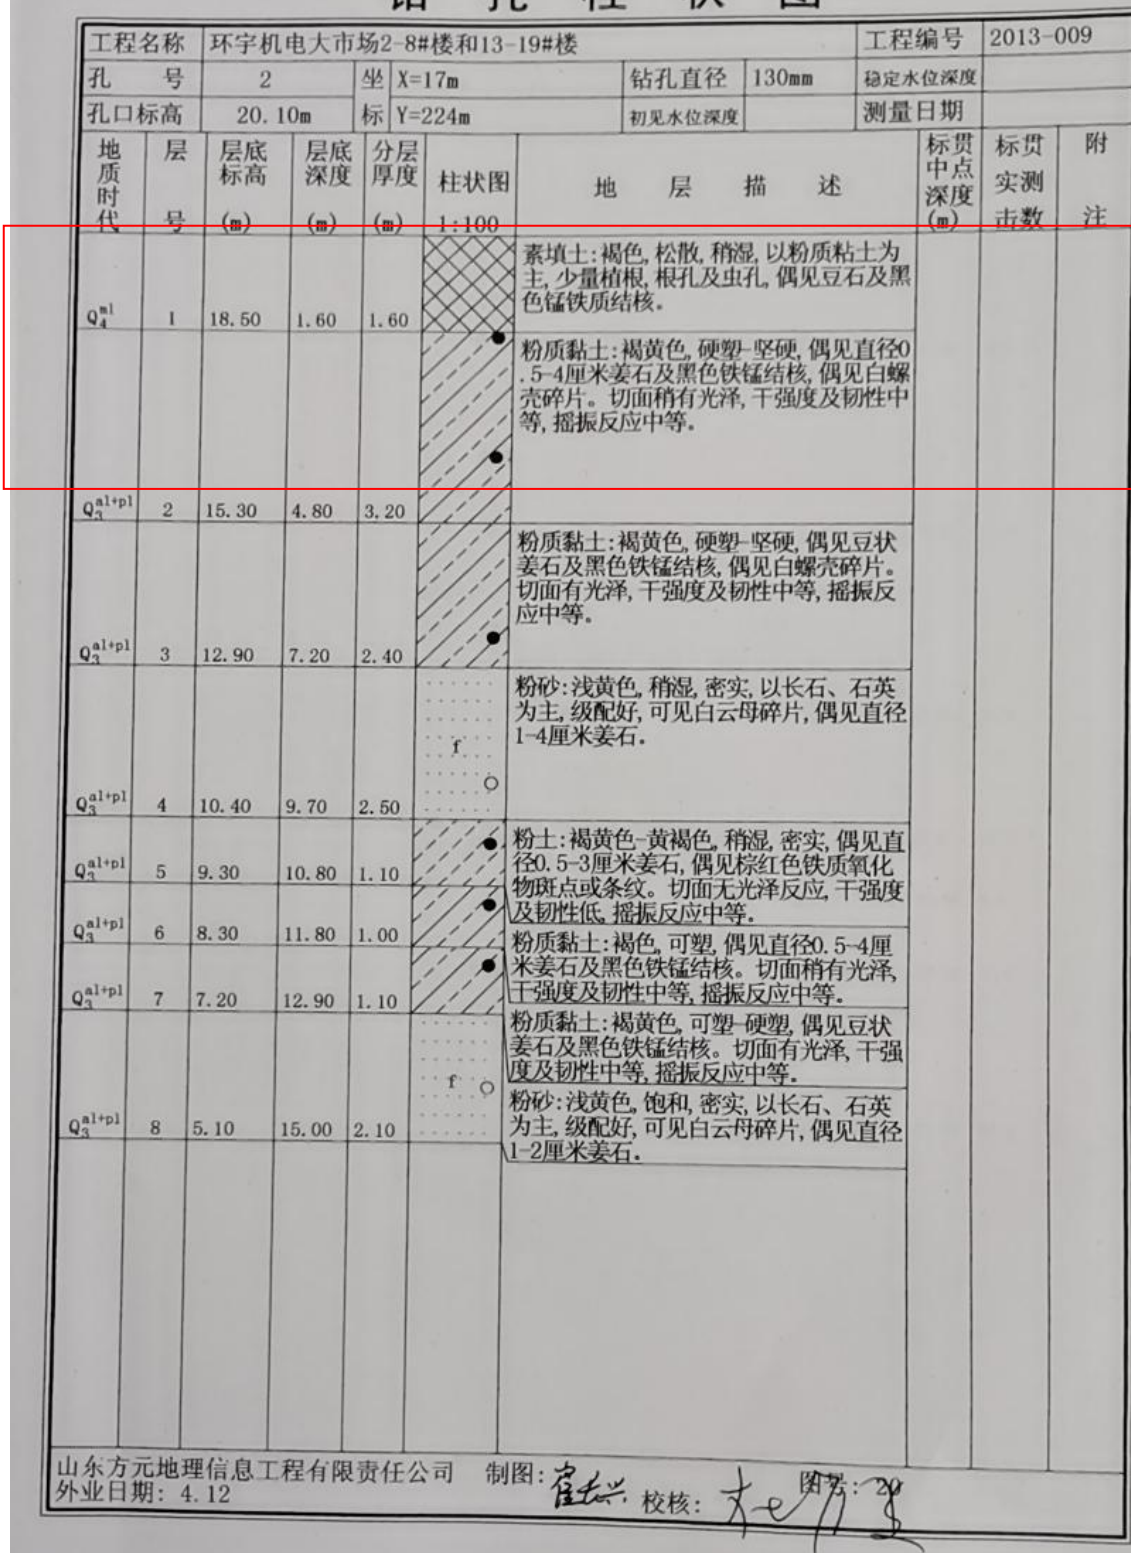 钻 孔 柱 状 图
工程名称 环宇机电大市场2-8#楼和13-19#楼 工程编号 2013-009
孔 号 2 坐 X=17m 钻孔直径 130mm 稳定水位深度
孔口标高 20.10m 标 Y=224m 初见水位深度 测量日期
地质时代 层号 层底标高(m) 层底深度(m) 分层厚度(m) 柱状图1:100 地 层 描 述 标贯中点深度(m) 标贯实测击数 附注
素填土:褐色,松散,稍湿,以粉质粘土为
主,少量植根,根孔及虫孔,偶见豆石及黑
色锰铁质结核。
Q4ml 1 18.50 1.60 1.60
粉质黏土:褐黄色,硬塑-坚硬,偶见直径0
.5-4厘米姜石及黑色铁锰结核,偶见白螺
壳碎片。切面稍有光泽,干强度及韧性中
等,摇振反应中等。
Q3al+pl 2 15.30 4.80 3.20
粉质黏土:褐黄色,硬塑-坚硬,偶见豆状
姜石及黑色铁锰结核,偶见白螺壳碎片。
切面有光泽,干强度及韧性中等,摇振反
应中等。
Q3al+pl 3 12.90 7.20 2.40
粉砂:浅黄色,稍湿,密实,以长石、石英
为主,级配好,可见白云母碎片,偶见直径
1-4厘米姜石。
f
Q3al+pl 4 10.40 9.70 2.50
粉土:褐黄色-黄褐色,稍湿,密实,偶见直
径0.5-3厘米姜石,偶见棕红色铁质氧化
物斑点或条纹。切面无光泽反应,干强度
及韧性低,摇振反应中等。
Q3al+pl 5 9.30 10.80 1.10
粉质黏土:褐色,可塑,偶见直径0.5-4厘
米姜石及黑色铁锰结核。切面稍有光泽,
干强度及韧性中等,摇振反应中等。
Q3al+pl 6 8.30 11.80 1.00
粉质黏土:褐黄色,可塑-硬塑,偶见豆状
姜石及黑色铁锰结核。切面有光泽,干强
度及韧性中等,摇振反应中等。
Q3al+pl 7 7.20 12.90 1.10
粉砂:浅黄色,饱和,密实,以长石、石英
为主,级配好,可见白云母碎片,偶见直径
1-2厘米姜石。
f
Q3al+pl 8 5.10 15.00 2.10
山东方元地理信息工程有限责任公司 制图: 校核: 图号: 20
外业日期: 4.12